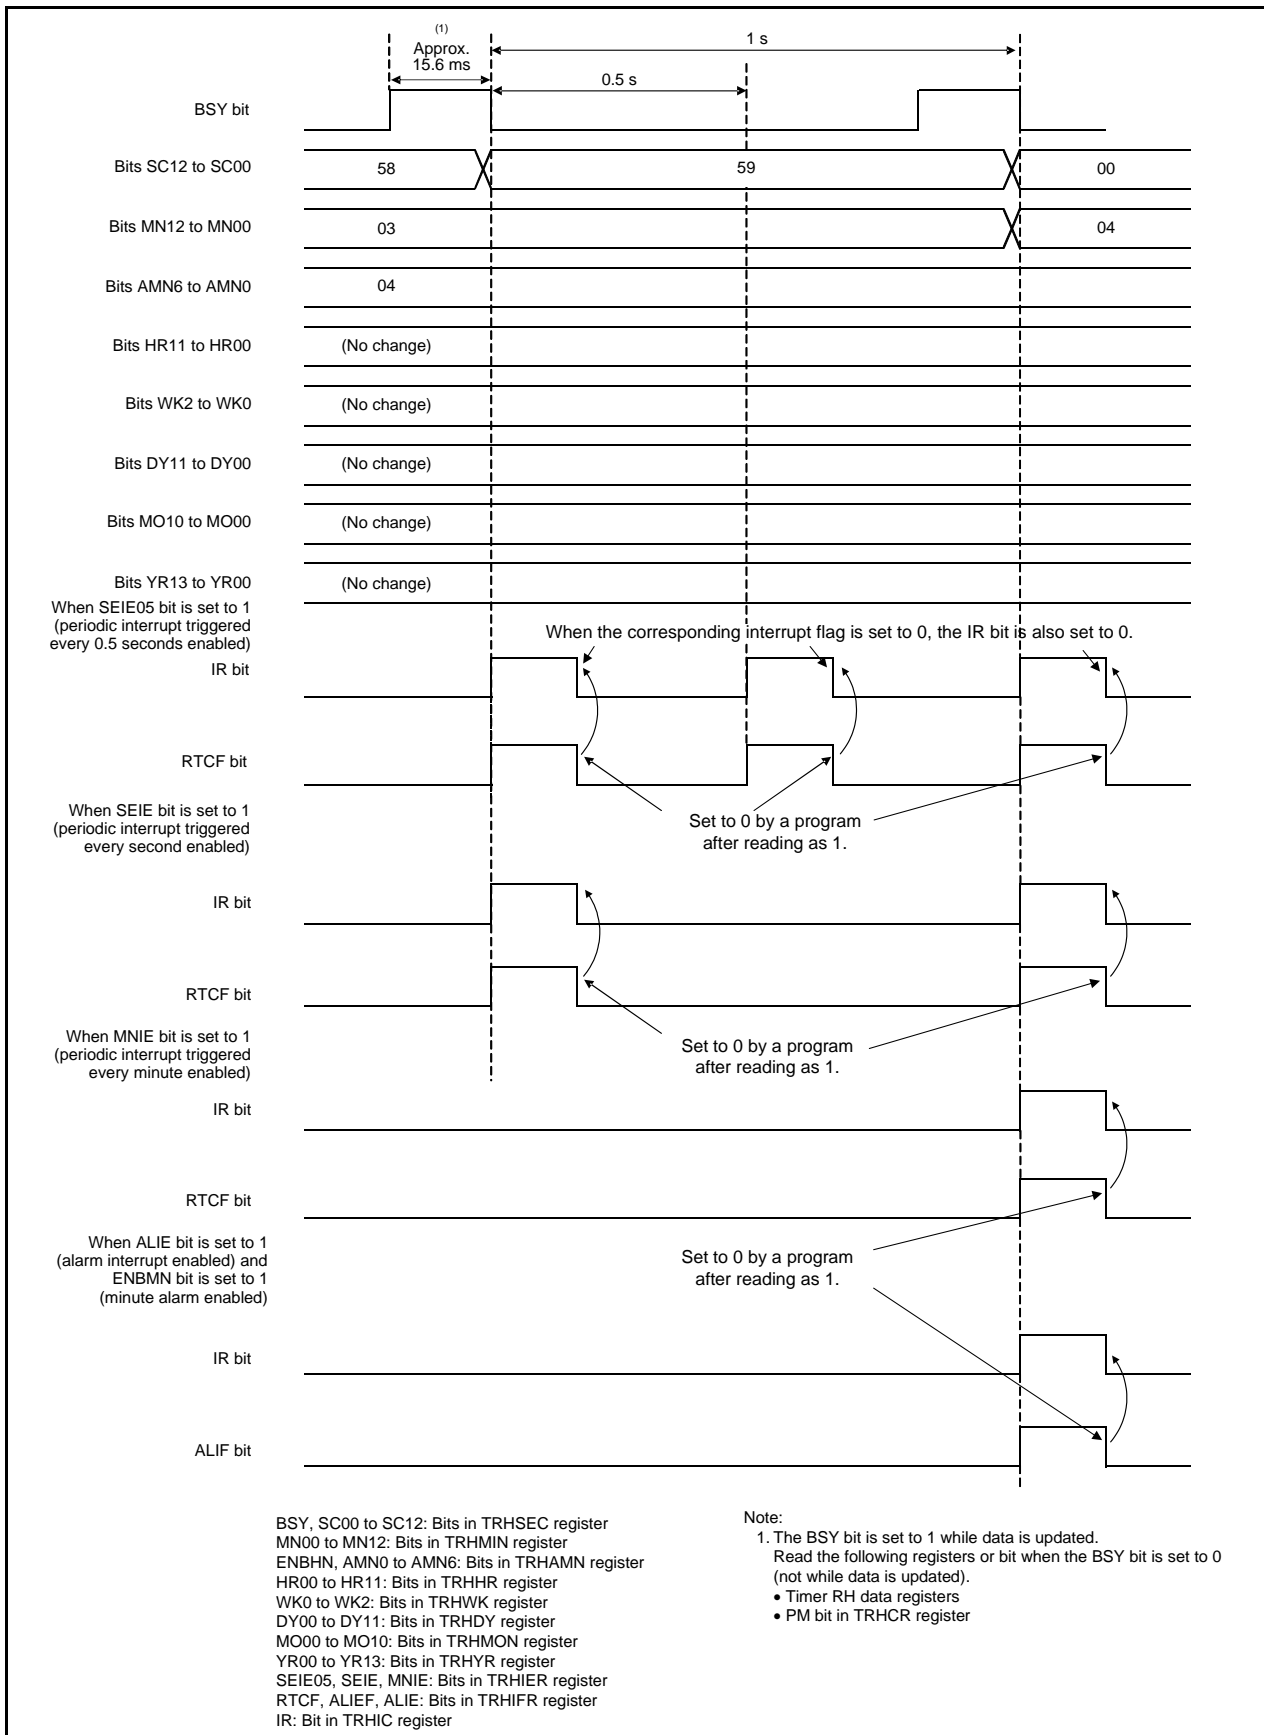 (1)
Approx.
15.6 ms
1 s
0.5 s
BSY bit
Bits SC12 to SC00
58
59
00
Bits MN12 to MN00
03
04
Bits AMN6 to AMN0
04
Bits HR11 to HR00
(No change)
Bits WK2 to WK0
(No change)
Bits DY11 to DY00
(No change)
Bits MO10 to MO00
(No change)
Bits YR13 to YR00
(No change)
When SEIE05 bit is set to 1
(periodic interrupt triggered
every 0.5 seconds enabled)
When the corresponding interrupt flag is set to 0, the IR bit is also set to 0.
IR bit
RTCF bit
Set to 0 by a program
after reading as 1.
When SEIE bit is set to 1
(periodic interrupt triggered
every second enabled)
IR bit
RTCF bit
Set to 0 by a program
after reading as 1.
When MNIE bit is set to 1
(periodic interrupt triggered
every minute enabled)
IR bit
RTCF bit
Set to 0 by a program
after reading as 1.
When ALIE bit is set to 1
(alarm interrupt enabled) and
ENBMN bit is set to 1
(minute alarm enabled)
IR bit
ALIF bit
BSY, SC00 to SC12: Bits in TRHSEC register
MN00 to MN12: Bits in TRHMIN register
ENBHN, AMN0 to AMN6: Bits in TRHAMN register
HR00 to HR11: Bits in TRHHR register
WK0 to WK2: Bits in TRHWK register
DY00 to DY11: Bits in TRHDY register
MO00 to MO10: Bits in TRHMON register
YR00 to YR13: Bits in TRHYR register
SEIE05, SEIE, MNIE: Bits in TRHIER register
RTCF, ALIEF, ALIE: Bits in TRHIFR register
IR: Bit in TRHIC register
Note:
1. The BSY bit is set to 1 while data is updated.
Read the following registers or bit when the BSY bit is set to 0
(not while data is updated).
• Timer RH data registers
• PM bit in TRHCR register